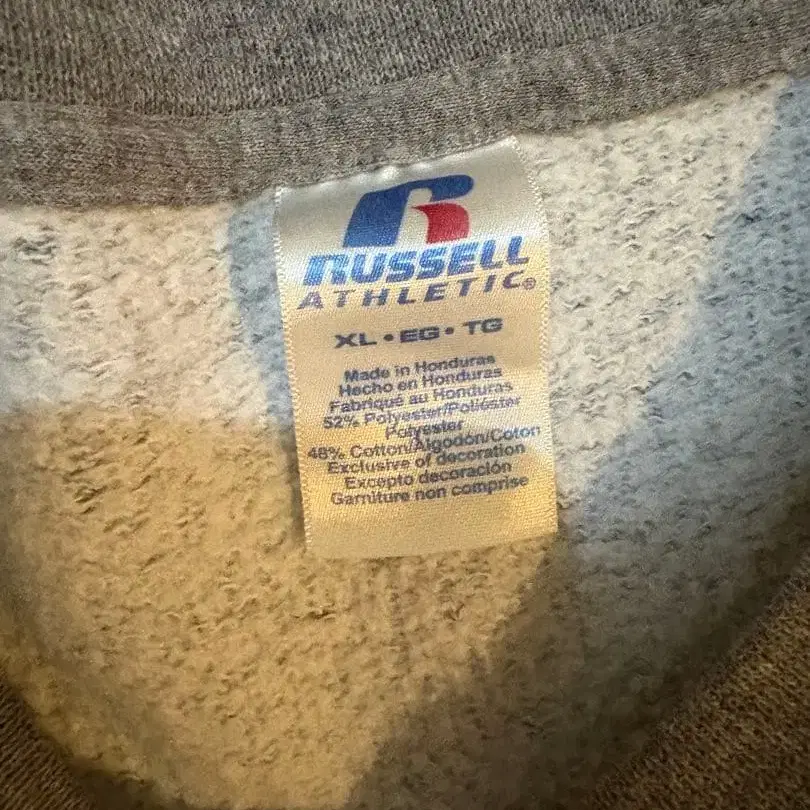 RUSSELL
ATHLETIC®
XL • EG • TG
Made in Honduras
Hecho en Honduras
Fabriqué au Honduras
52% Polyester/Poliéster
Polyester
48% Cotton/Algodón/Coton
Exclusive of decoration
Excepto decoración
Garniture non comprise